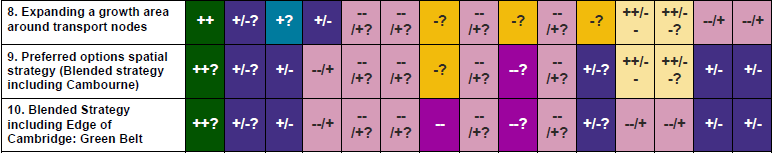 8. Expanding a growth area around transport nodes | ++ | +/-? | +? | +/- | --/+? | --/+? | -? | --/+? | -? | --/+? | -? | ++/-- | ++/--? | --/+ | --/+
9. Preferred options spatial strategy (Blended strategy including Cambourne) | ++? | +/-? | +/- | --/+ | --/+? | --/+? | -? | --/+? | --? | --/+? | +/-? | ++/-- | ++/--? | +/- | +/-
10. Blended Strategy including Edge of Cambridge: Green Belt | ++? | +/-? | +/- | --/+ | --/+? | --/+? | -- | --/+? | --? | --/+? | +/-? | --/+ | --/+ | +/- | +/-